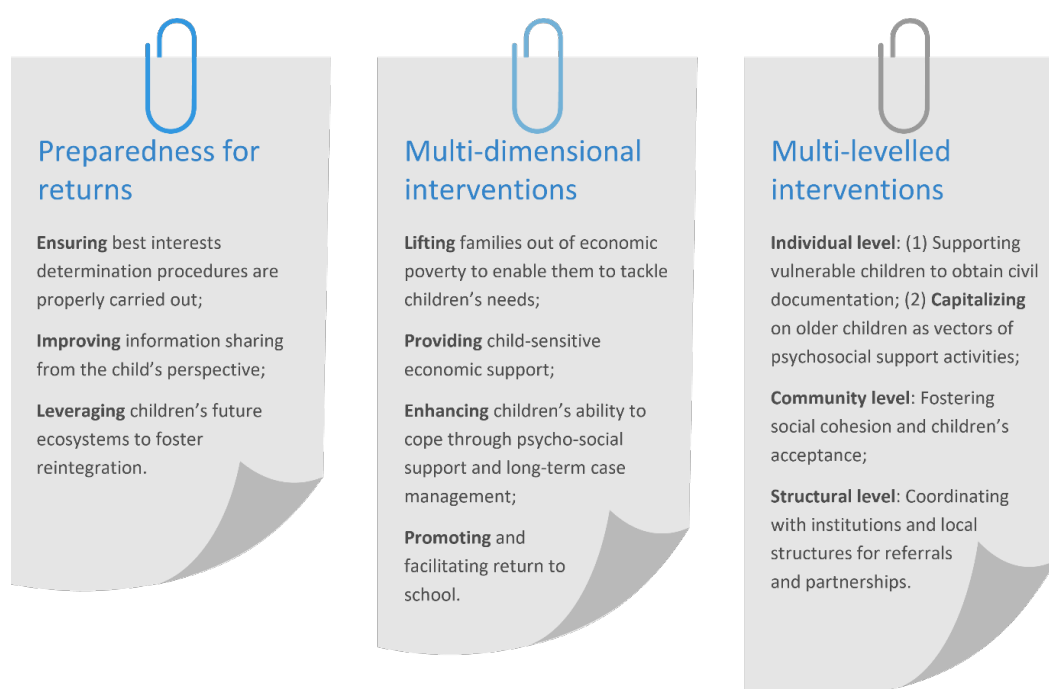 Preparedness for
returns
Ensuring best interests
determination procedures are
properly carried out;
Improving information sharing
from the child’s perspective;
Leveraging children’s future
ecosystems to foster
reintegration.
Multi-dimensional
interventions
Lifting families out of economic
poverty to enable them to tackle
children’s needs;
Providing child-sensitive
economic support;
Enhancing children’s ability to
cope through psycho-social
support and long-term case
management;
Promoting and
facilitating return to
school.
Multi-levelled
interventions
Individual level: (1) Supporting
vulnerable children to obtain civil
documentation; (2) Capitalizing
on older children as vectors of
psychosocial support activities;
Community level: Fostering
social cohesion and children’s
acceptance;
Structural level: Coordinating
with institutions and local
structures for referrals
and partnerships.